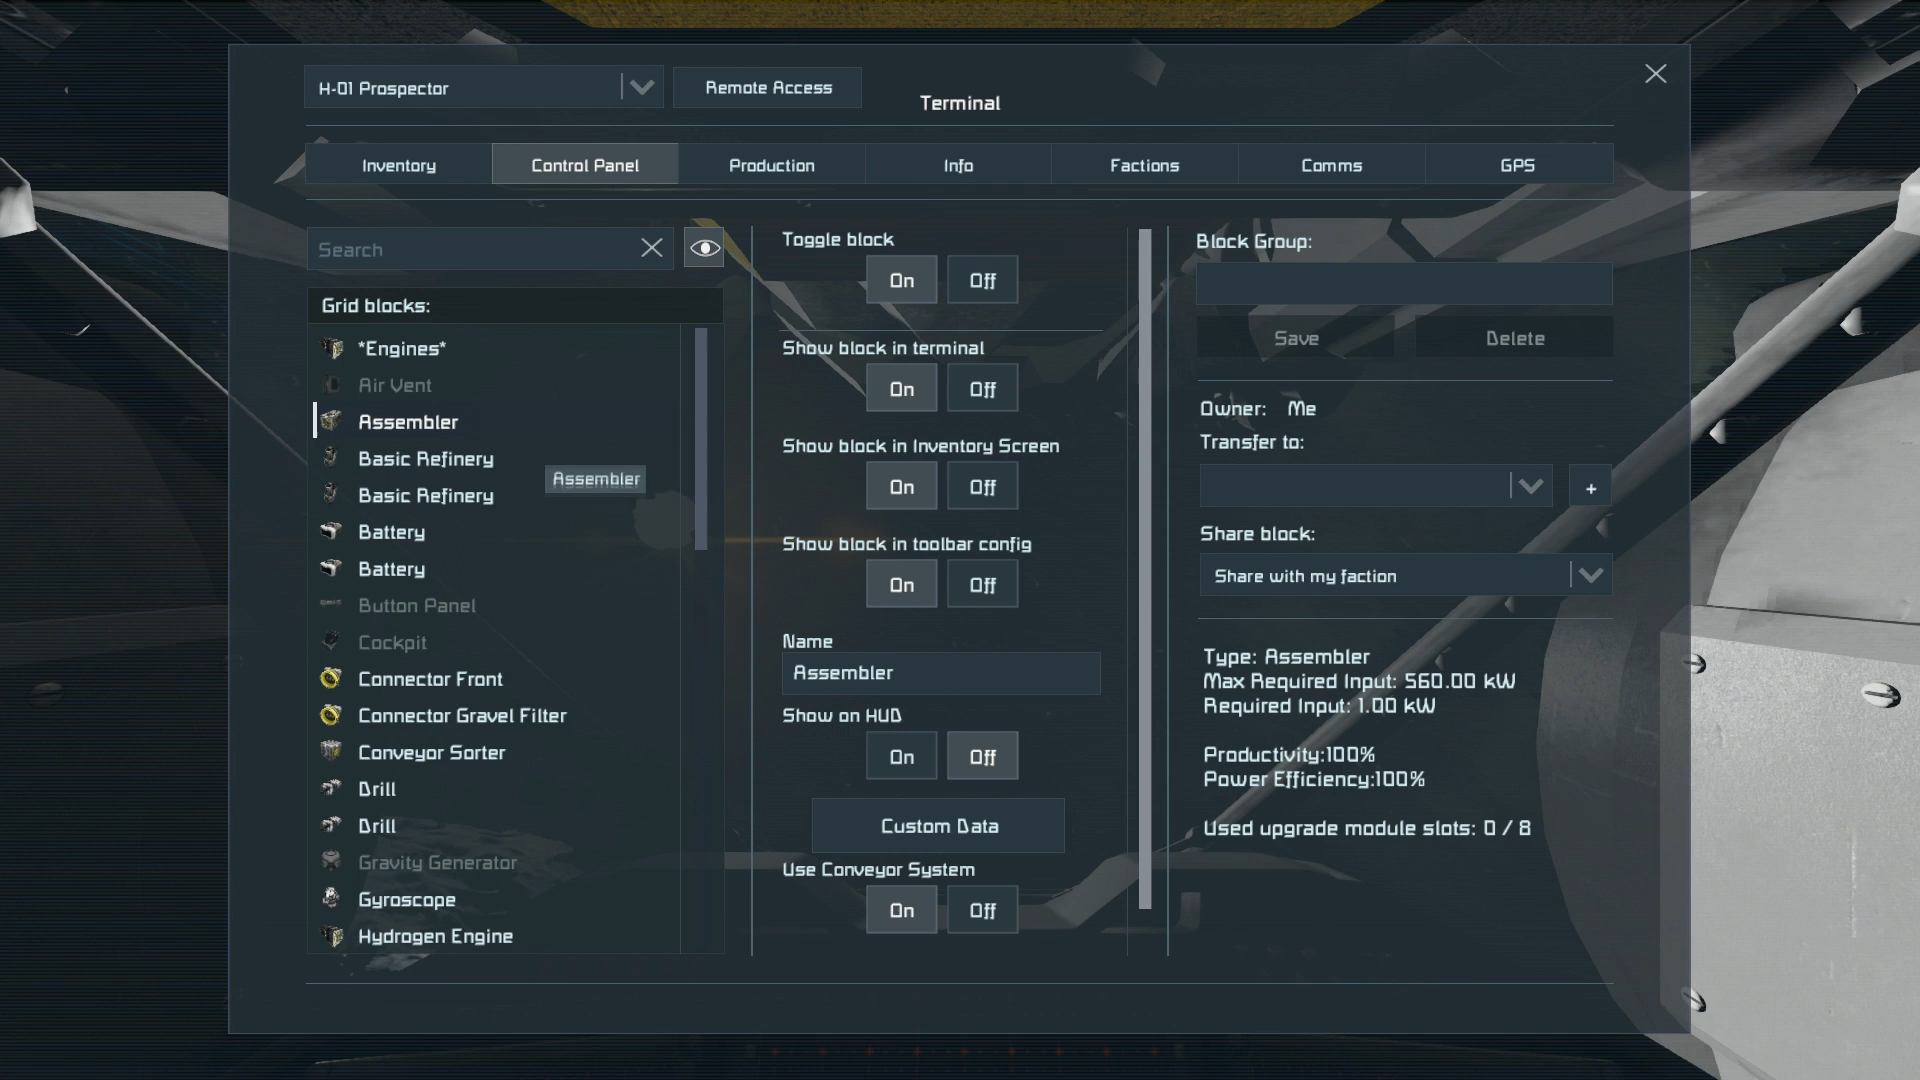 H-01 Prospector
Remote Access
Terminal
Inventory
Control Panel
Production
Info
Factions
Comms
GPS
Search
Grid blocks:
*Engines*
Air Vent
Assembler
Basic Refinery
Basic Refinery
Assembler
Battery
Battery
Button Panel
Cockpit
Connector Front
Connector Gravel Filter
Conveyor Sorter
Drill
Drill
Gravity Generator
Gyroscope
Hydrogen Engine
Toggle block
On Off
Show block in terminal
On Off
Show block in Inventory Screen
On Off
Show block in toolbar config
On Off
Name
Assembler
Show on HUD
On Off
Custom Data
Use Conveyor System
On Off
Block Group:
Save Delete
Owner: Me
Transfer to:
+
Share block:
Share with my faction
Type: Assembler
Max Required Input: 560.00 kW
Required Input: 1.00 kW
Productivity:100%
Power Efficiency:100%
Used upgrade module slots: 0 / 8